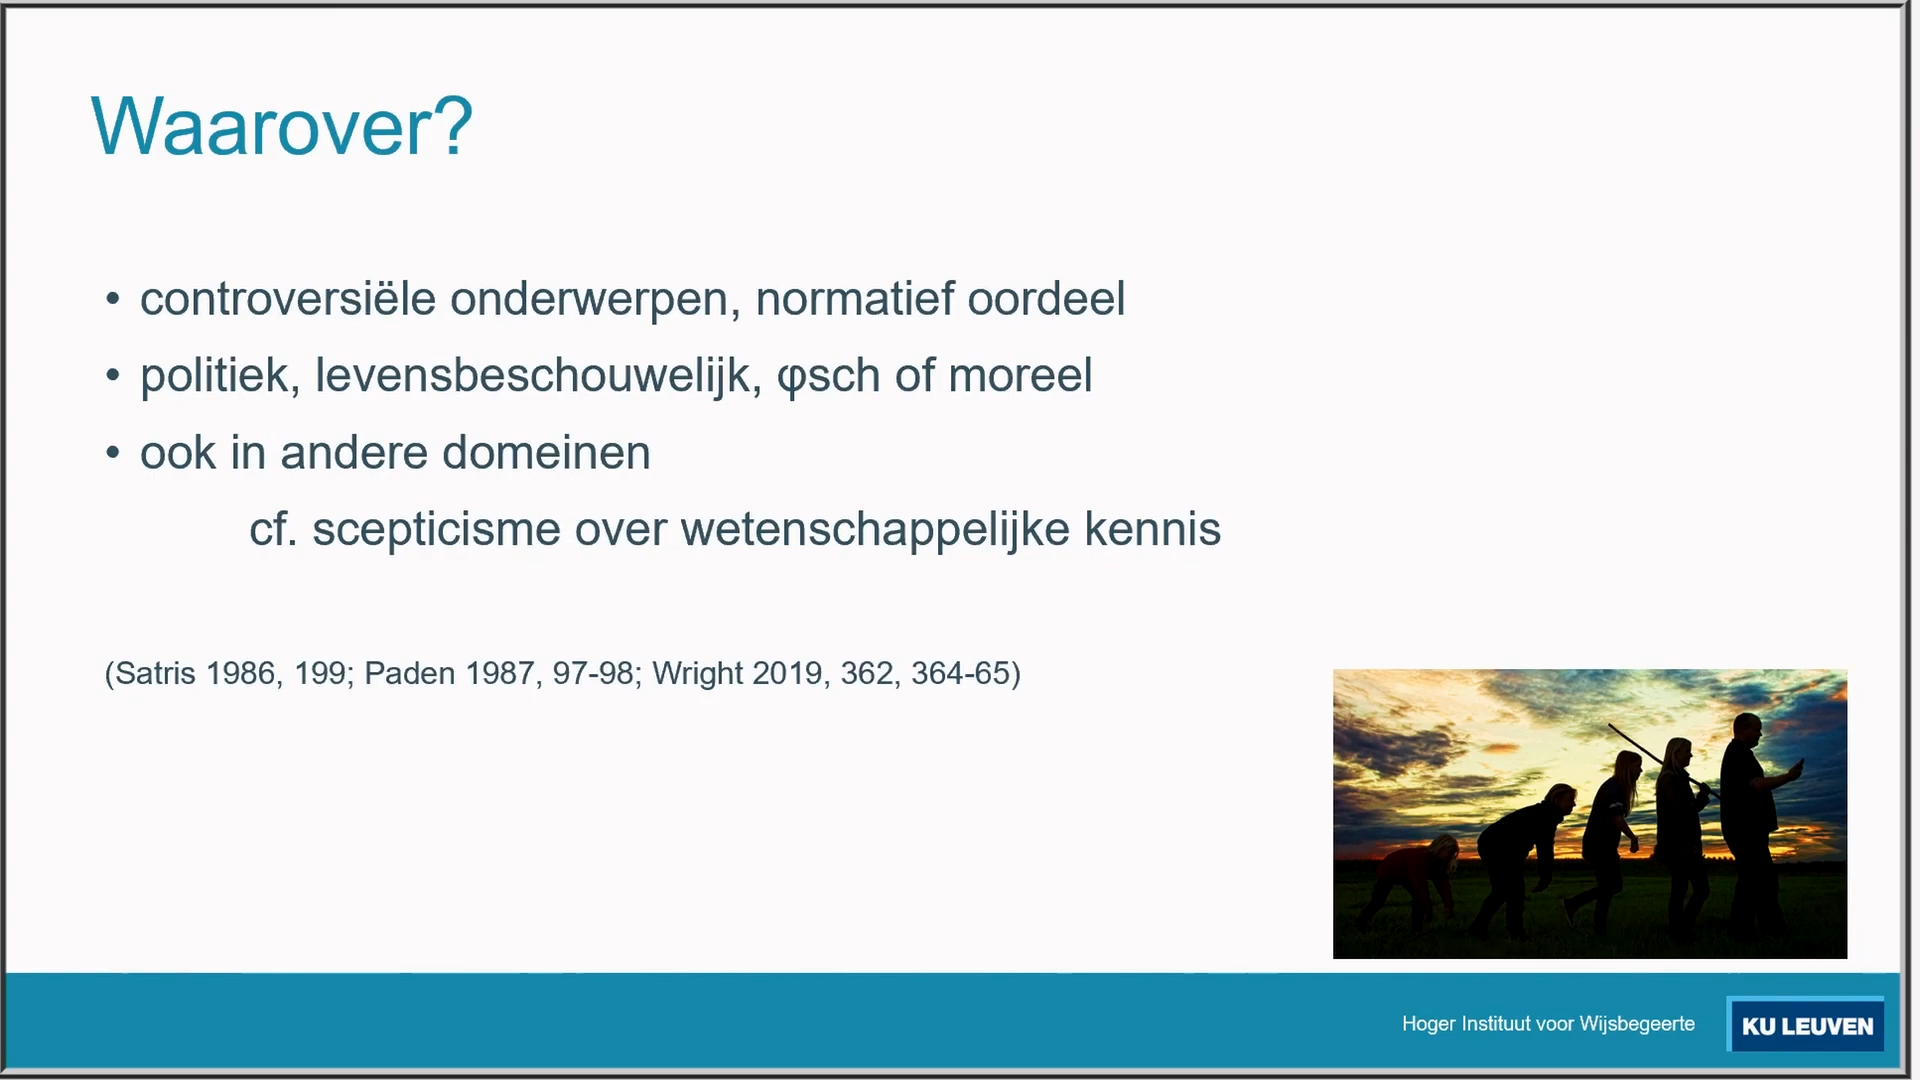 Waarover?
• controversiële onderwerpen, normatief oordeel
• politiek, levensbeschouwelijk, φsch of moreel
• ook in andere domeinen
cf. scepticisme over wetenschappelijke kennis
(Satris 1986, 199; Paden 1987, 97-98; Wright 2019, 362, 364-65)
Hoger Instituut voor Wijsbegeerte
KU LEUVEN